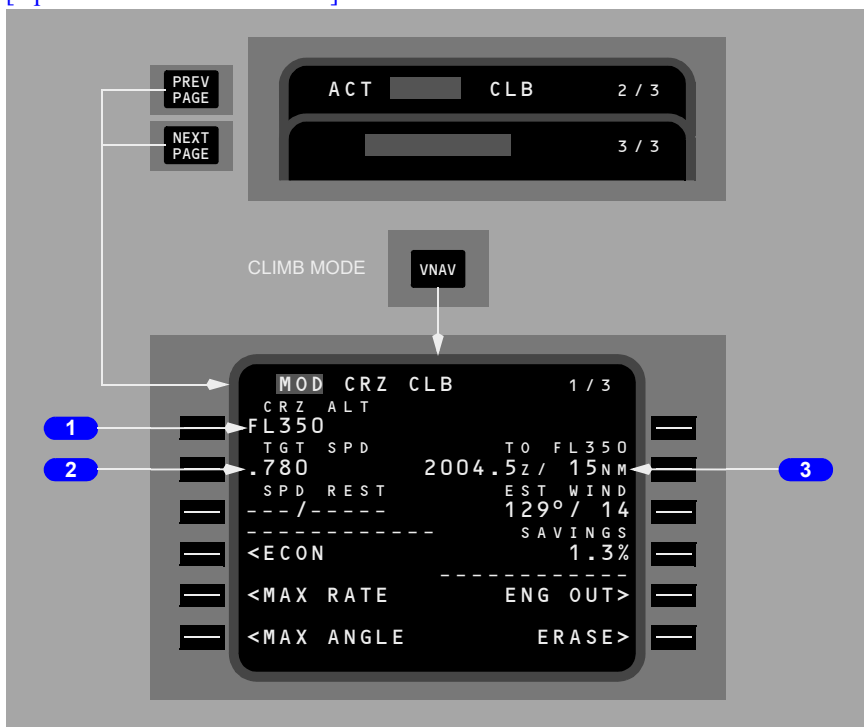 PREV
PAGE
ACT CLB 2/3
NEXT
PAGE
3/3
CLIMB MODE
VNAV
MOD CRZ CLB 1/3
CRZ ALT
1
FL350
TGT SPD TO FL350
2
.780 2004.5z/ 15NM
3
SPD REST EST WIND
---/----- 129°/ 14
------------ SAVINGS
<ECON 1.3%
------------
<MAX RATE ENG OUT>
<MAX ANGLE ERASE>